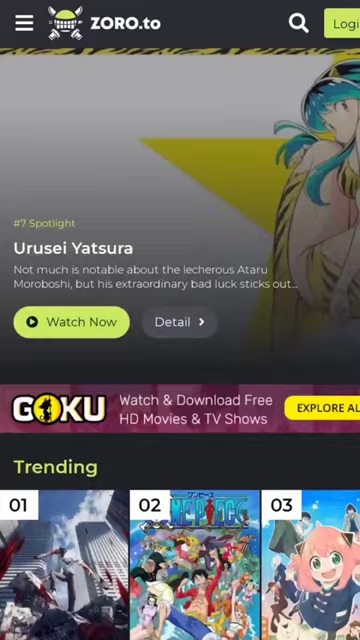 ZORO.to
Logi
#7 Spotlight
Urusei Yatsura
Not much is notable about the lecherous Ataru
Moroboshi, but his extraordinary bad luck sticks out...
Watch Now
Detail
GOKU
Watch & Download Free
HD Movies & TV Shows
EXPLORE AL
Trending
01
02
03
ONE PIECE